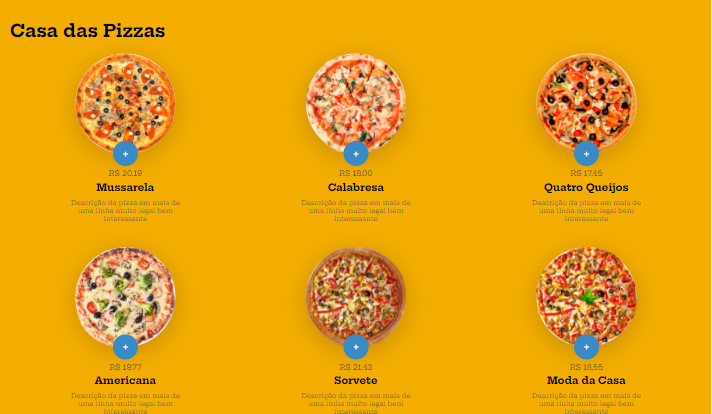 Casa das Pizzas
+
+
+
R$ 20.19
R$ 18.00
R$ 17.45
Mussarela
Calabresa
Quatro Queijos
Descrição da pizza em mais de
uma linha muito legal bem
interessante
Descrição da pizza em mais de
uma linha muito legal bem
interessante
Descrição da pizza em mais de
uma linha muito legal bem
interessante
+
+
+
R$ 19.77
R$ 21.43
R$ 18.55
Americana
Sorvete
Moda da Casa
Descrição da pizza em mais de
uma linha muito legal bem
interessante
Descrição da pizza em mais de
uma linha muito legal bem
interessante
Descrição da pizza em mais de
uma linha muito legal bem
interessante